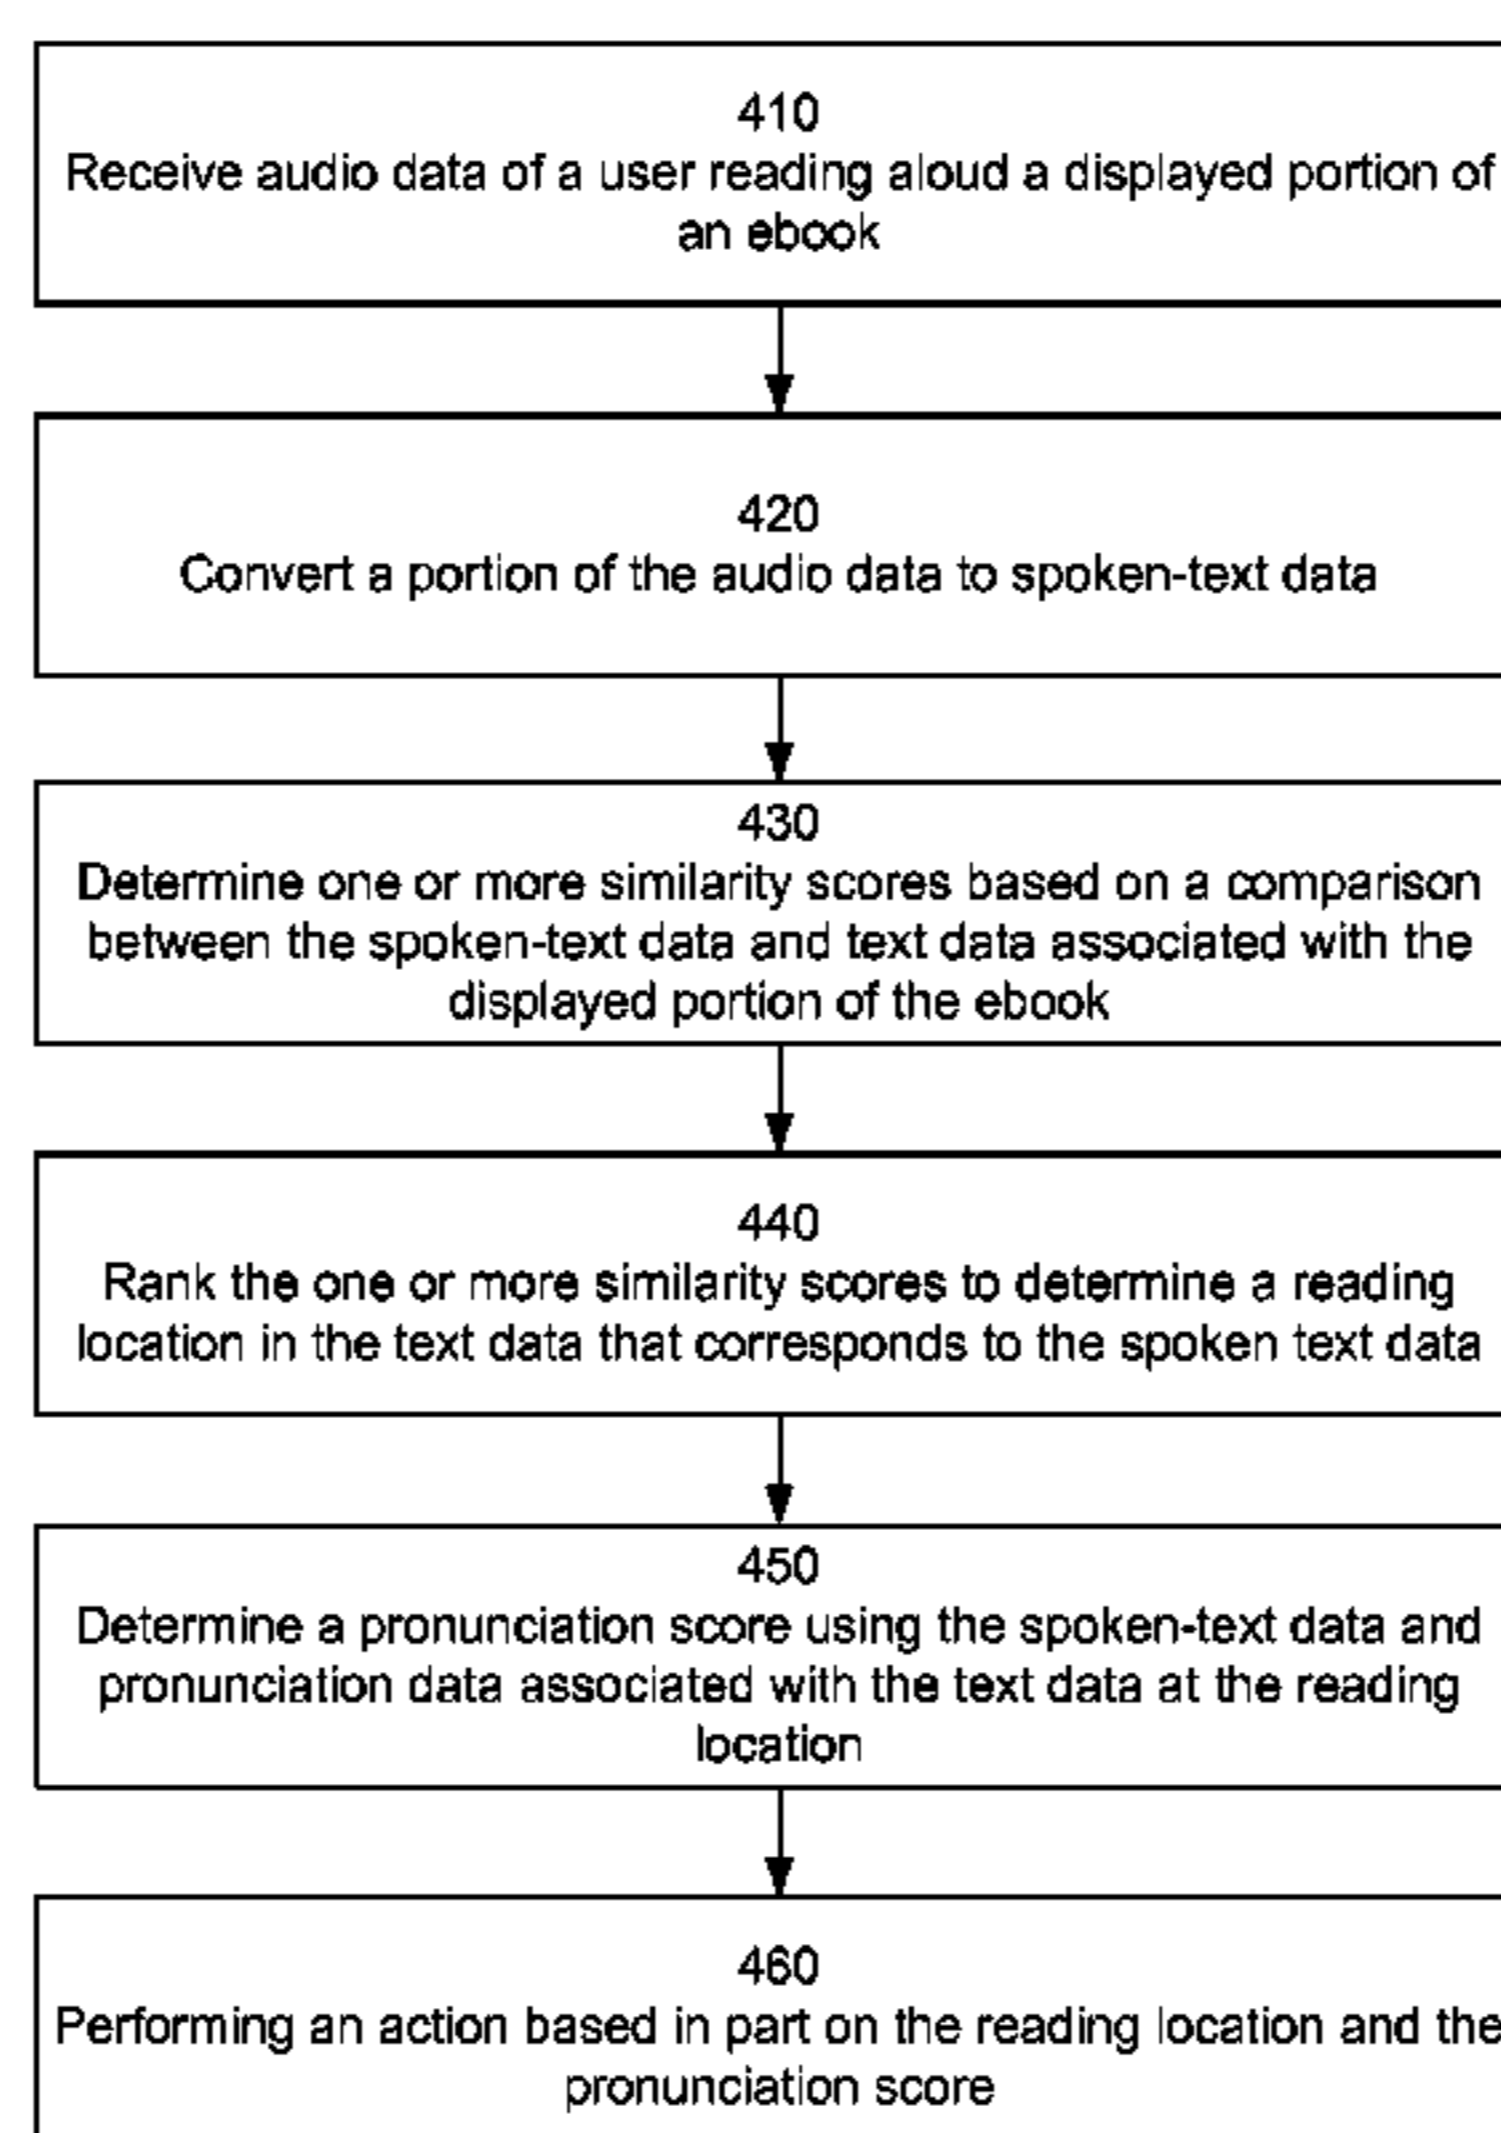 410
Receive audio data of a user reading aloud a displayed portion of
an ebook
420
Convert a portion of the audio data to spoken-text data
430
Determine one or more similarity scores based on a comparison
between the spoken-text data and text data associated with the
displayed portion of the ebook
440
Rank the one or more similarity scores to determine a reading
location in the text data that corresponds to the spoken text data
450
Determine a pronunciation score using the spoken-text data and
pronunciation data associated with the text data at the reading
location
460
Performing an action based in part on the reading location and the
pronunciation score